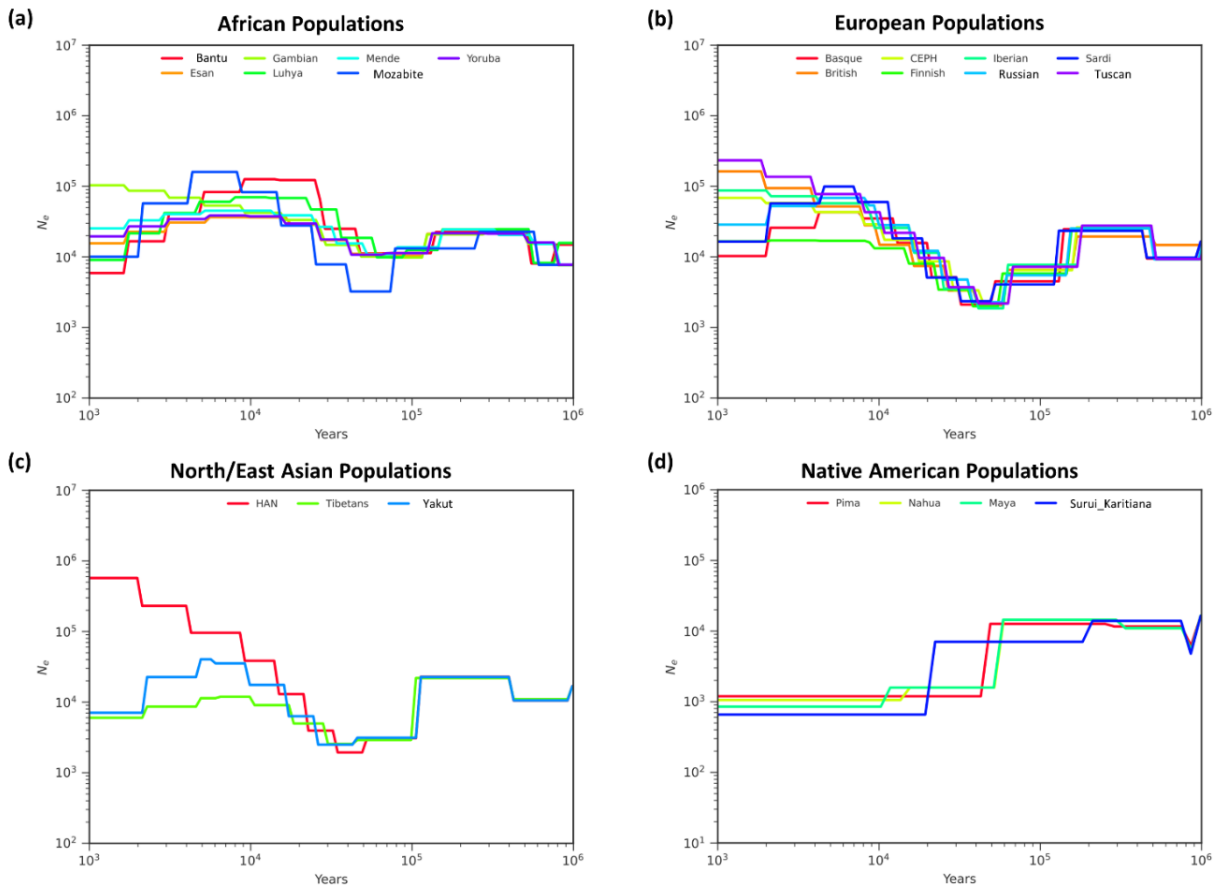 (a) African Populations
10^7
Bantu Gambian Mende Yoruba
Esan Luhya Mozabite
10^6
10^5
N_e
10^4
10^3
10^2
10^3 10^4 10^5 10^6
Years
(b) European Populations
10^7
Basque CEPH Iberian Sardi
British Finnish Russian Tuscan
10^6
10^5
N_e
10^4
10^3
10^2
10^3 10^4 10^5 10^6
Years
(c) North/East Asian Populations
10^7
HAN Tibetans Yakut
10^6
10^5
N_e
10^4
10^3
10^2
10^3 10^4 10^5 10^6
Years
(d) Native American Populations
10^6
Pima Nahua Maya Surui_Karitiana
10^5
10^4
N_e
10^3
10^2
10^1
10^3 10^4 10^5 10^6
Years